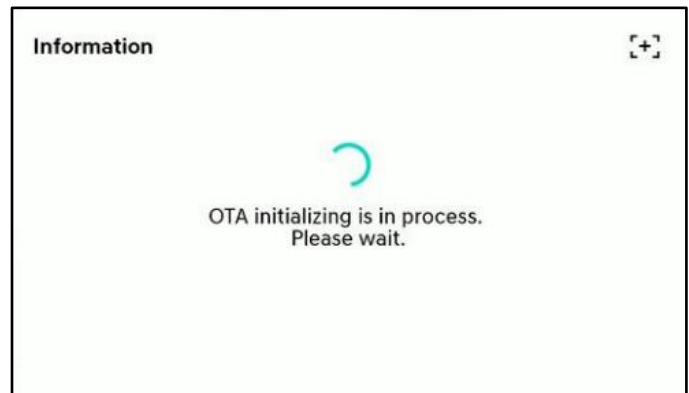 Information
OTA initializing is in process.
Please wait.